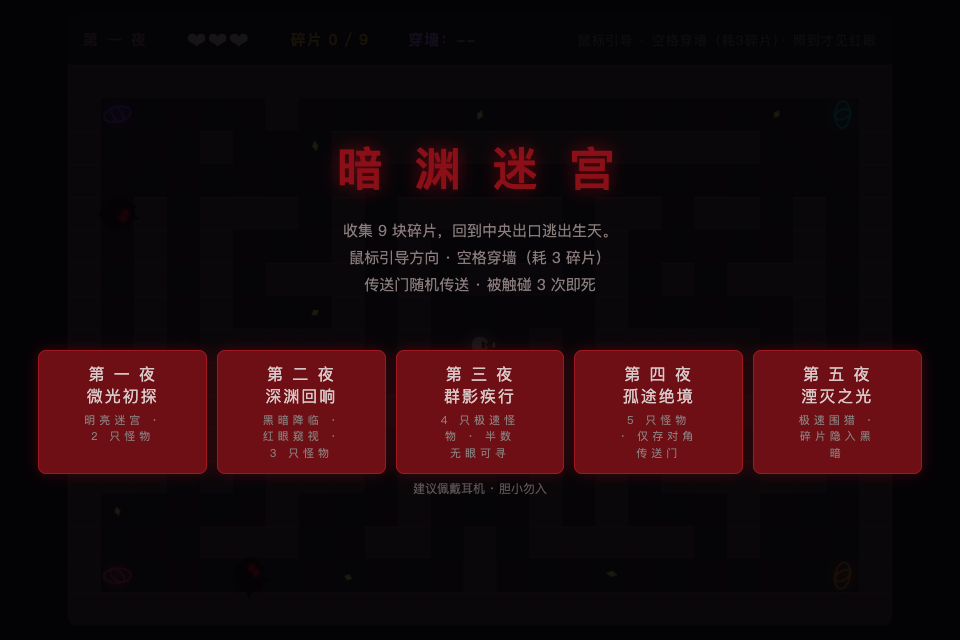 第 一 夜
碎片 0 / 9
穿墙: --
鼠标引导 · 空格穿墙（耗3碎片）· 照到才见红眼
暗渊迷宫
收集 9 块碎片，回到中央出口逃出生天。
鼠标引导方向 · 空格穿墙（耗 3 碎片）
传送门随机传送 · 被触碰 3 次即死
第 一 夜
微光初探
明亮迷宫 ·
2 只怪物
第 二 夜
深渊回响
黑暗降临 ·
红眼窥视 ·
3 只怪物
第 三 夜
群影疾行
4 只极速怪
物 · 半数
无眼可寻
第 四 夜
孤途绝境
5 只怪物
· 仅存对角
传送门
第 五 夜
湮灭之光
极速围猎 ·
碎片隐入黑
暗
建议佩戴耳机 · 胆小勿入